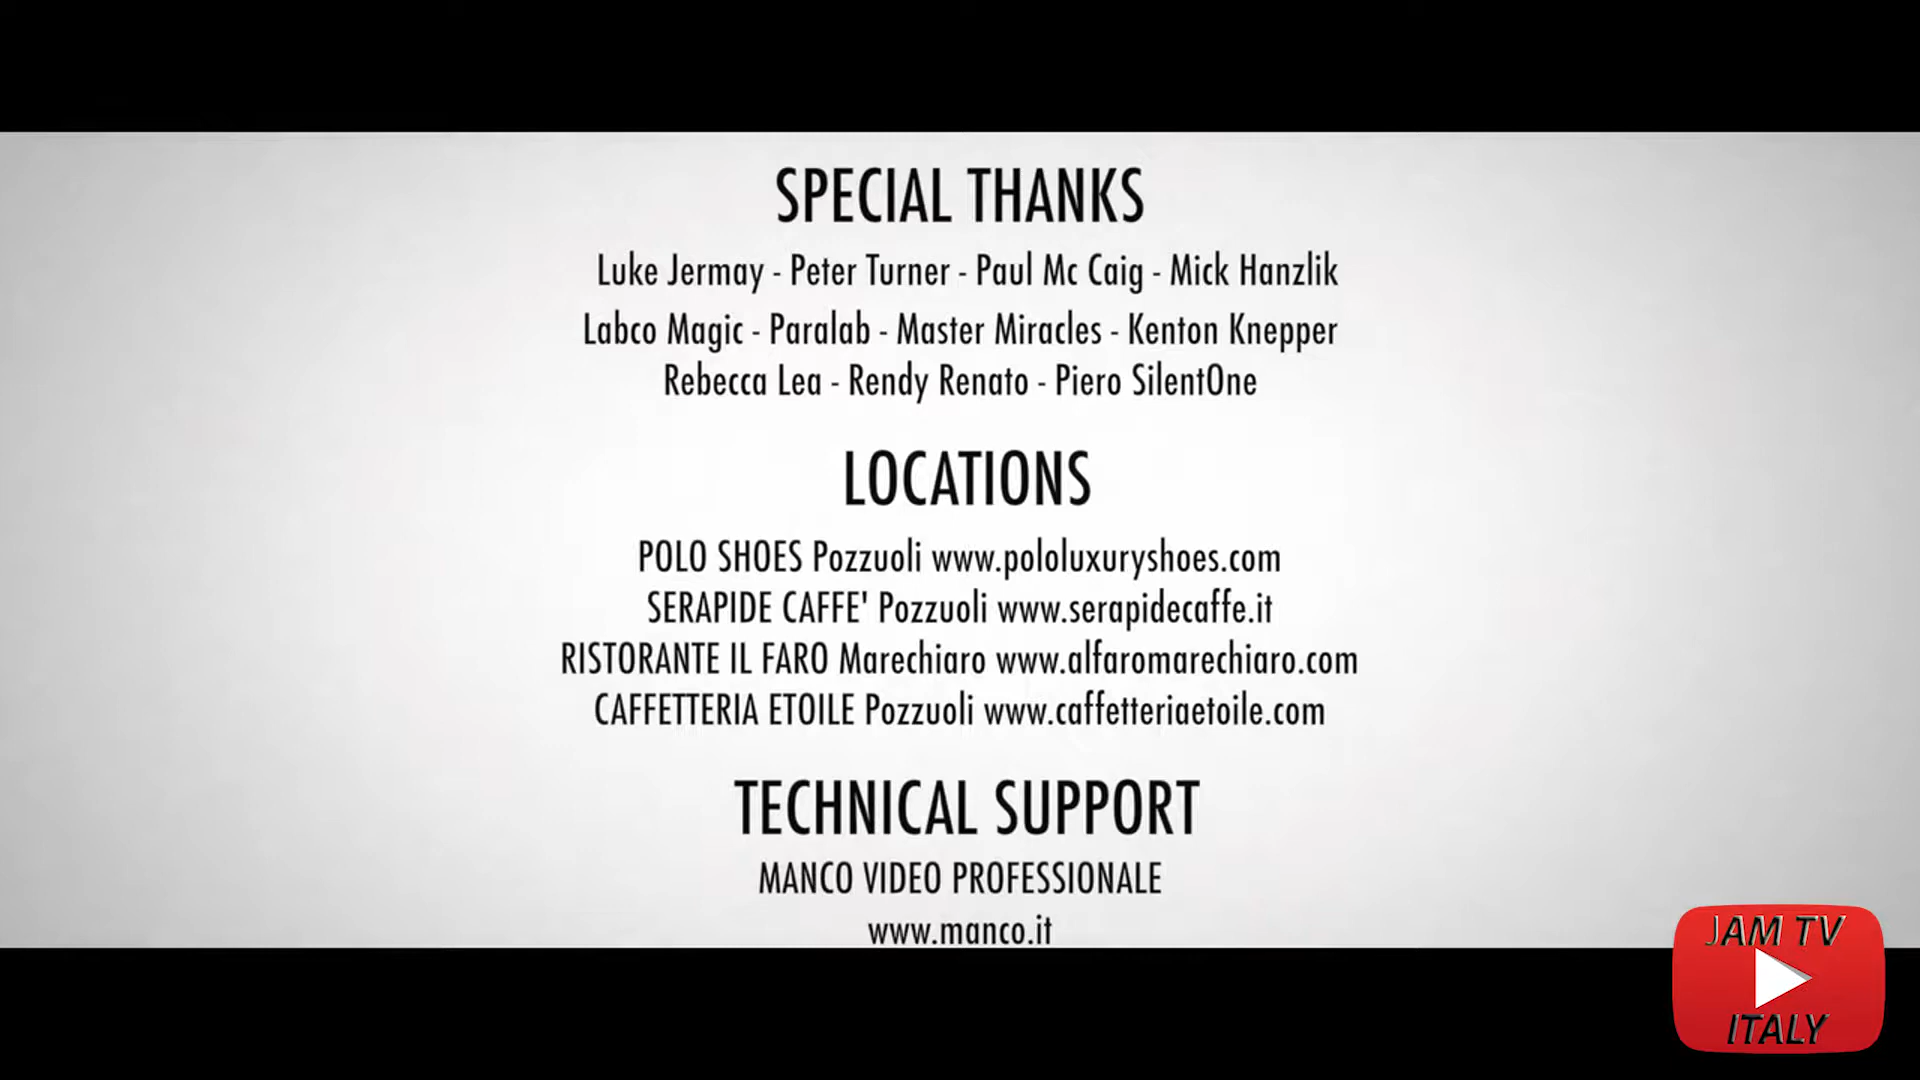 SPECIAL THANKS
Luke Jermay - Peter Turner - Paul Mc Caig - Mick Hanzlik
Labco Magic - Paralab - Master Miracles - Kenton Knepper
Rebecca Lea - Rendy Renato - Piero SilentOne
LOCATIONS
POLO SHOES Pozzuoli www.pololuxuryshoes.com
SERAPIDE CAFFE' Pozzuoli www.serapidecaffe.it
RISTORANTE IL FARO Marechiaro www.alfaromarechiaro.com
CAFFETTERIA ETOILE Pozzuoli www.caffetteriaetoile.com
TECHNICAL SUPPORT
MANCO VIDEO PROFESSIONALE
www.manco.it
JAM TV
ITALY